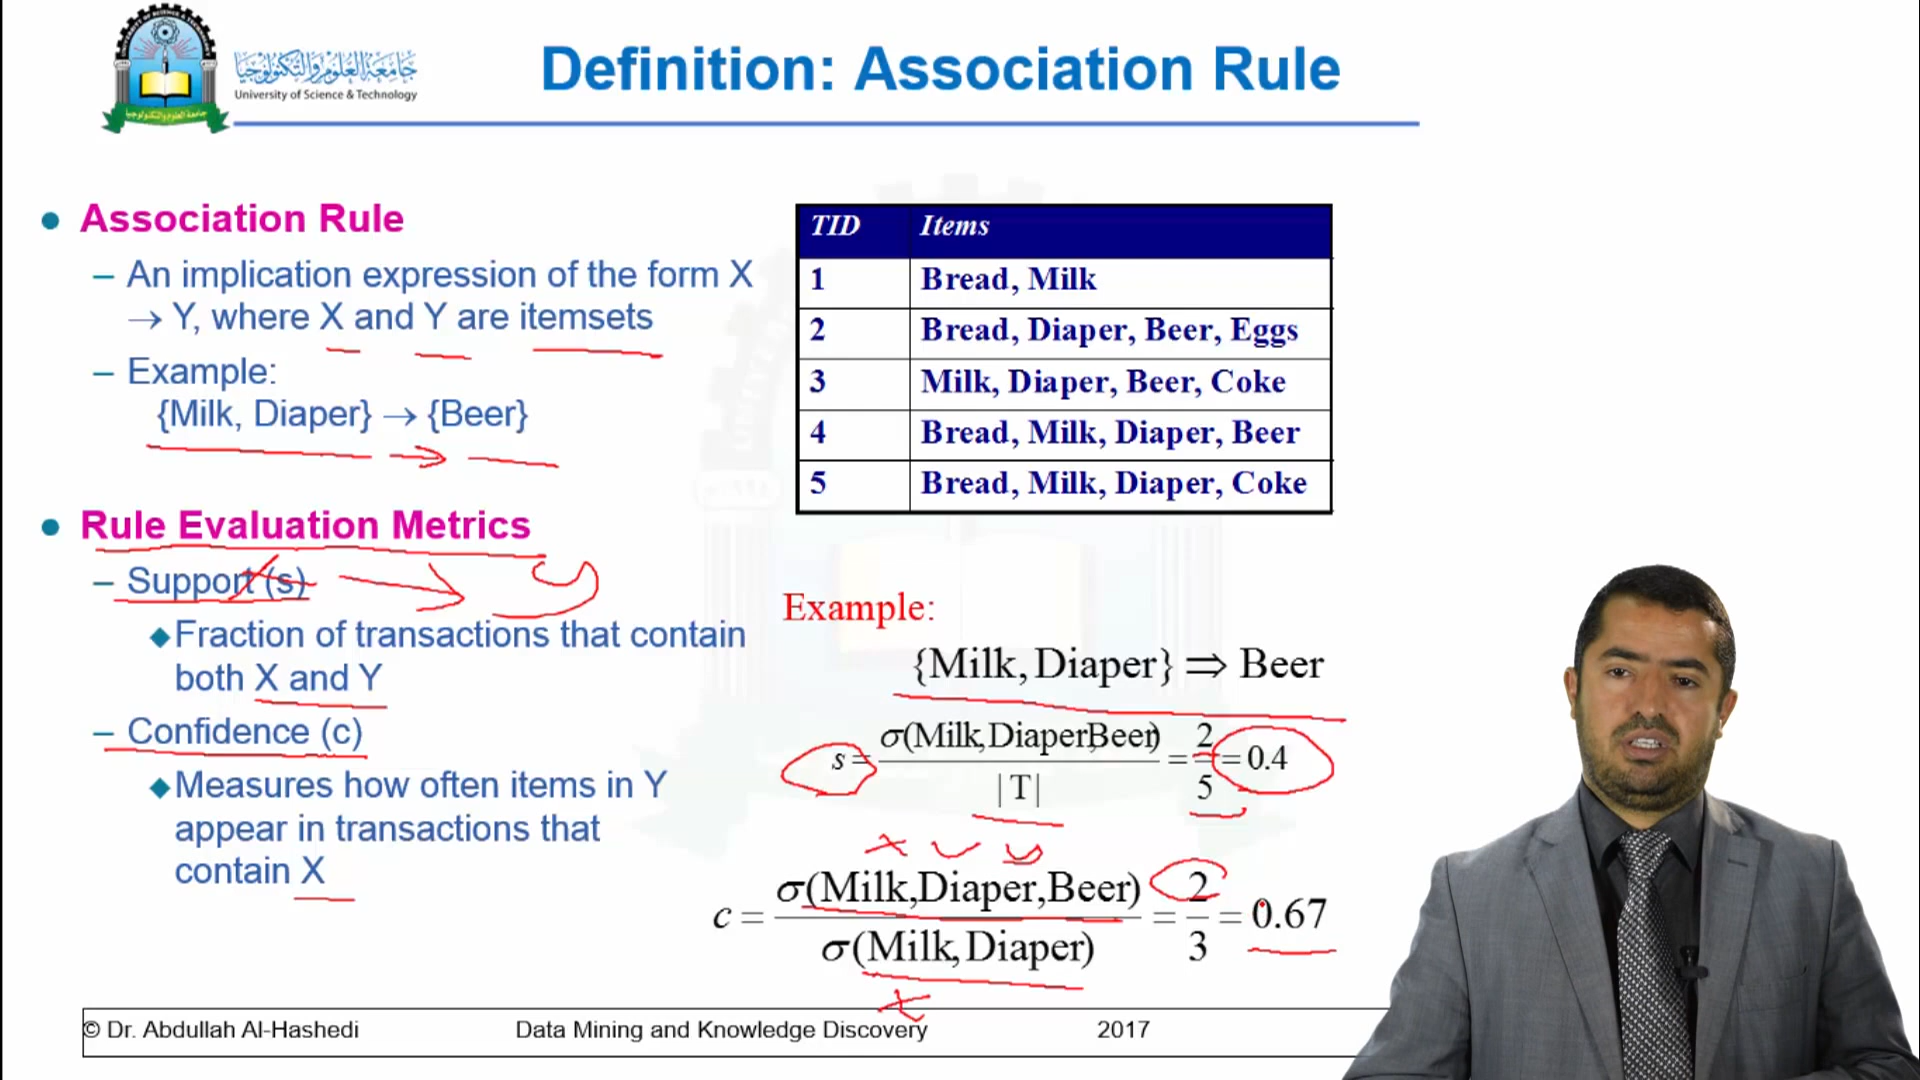 جامعة العلوم والتكنولوجيا
University of Science & Technology
جامعة العلوم والتكنولوجيا
Definition: Association Rule
● Association Rule
– An implication expression of the form X
→ Y, where X and Y are itemsets
– Example:
{Milk, Diaper} → {Beer}
● Rule Evaluation Metrics
– Support (s)
x → y
◆Fraction of transactions that contain
both X and Y
– Confidence (c)
◆Measures how often items in Y
appear in transactions that
contain X
TID Items
1 Bread, Milk
2 Bread, Diaper, Beer, Eggs
3 Milk, Diaper, Beer, Coke
4 Bread, Milk, Diaper, Beer
5 Bread, Milk, Diaper, Coke
Example:
{Milk, Diaper} ⇒ Beer
s = σ(Milk,Diaper,Beer) / |T| = 2/5 = 0.4
x ∪ y
c = σ(Milk,Diaper,Beer) / σ(Milk,Diaper) = 2/3 = 0.67
x
© Dr. Abdullah Al-Hashedi Data Mining and Knowledge Discovery 2017